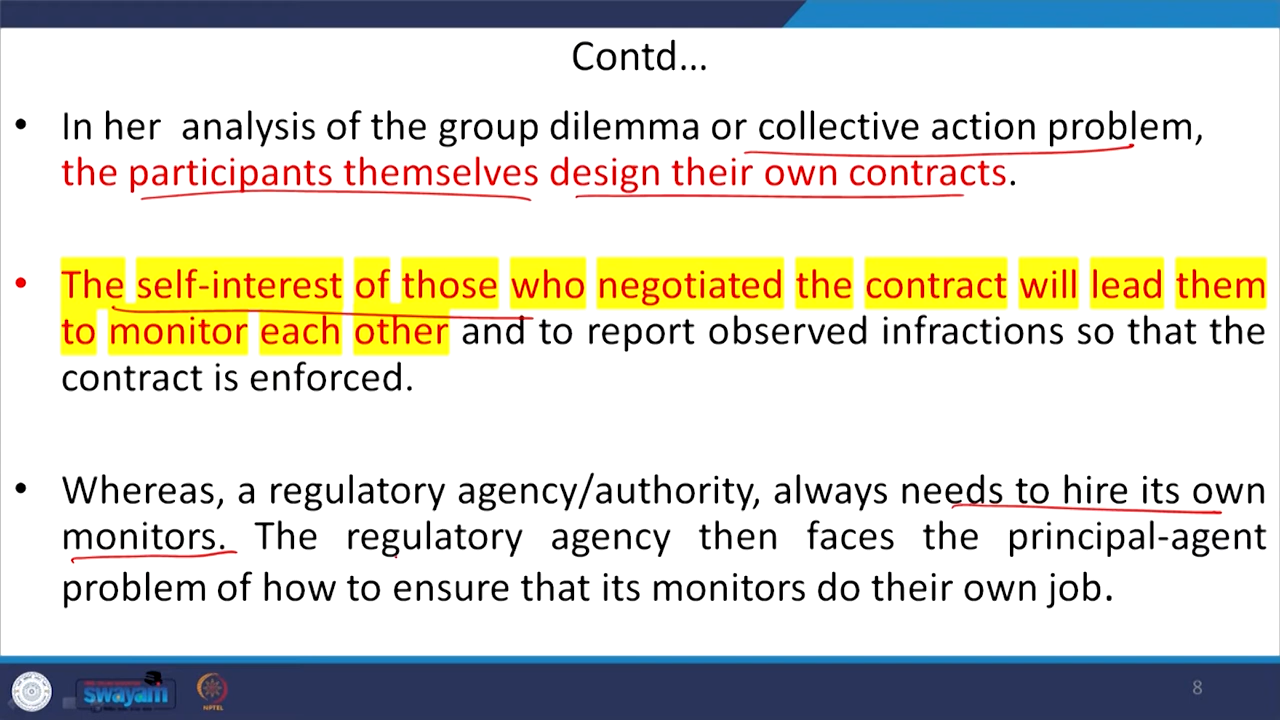 Contd...
• In her analysis of the group dilemma or collective action problem,
the participants themselves design their own contracts.
• The self-interest of those who negotiated the contract will lead them
to monitor each other and to report observed infractions so that the
contract is enforced.
• Whereas, a regulatory agency/authority, always needs to hire its own
monitors. The regulatory agency then faces the principal-agent
problem of how to ensure that its monitors do their own job.
swayam
NPTEL
8